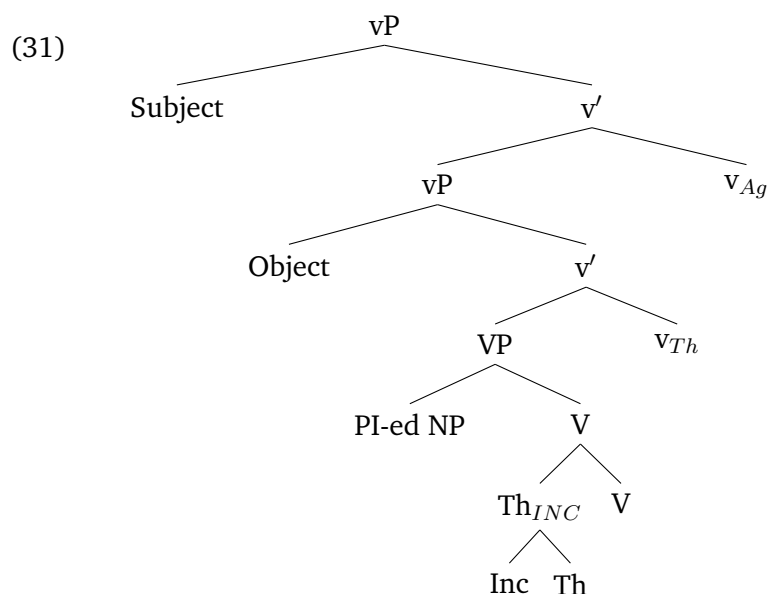 (31)
vP
Subject
v′
vP
v_Ag
Object
v′
VP
v_Th
PI-ed NP
V
Th_INC
V
Inc
Th